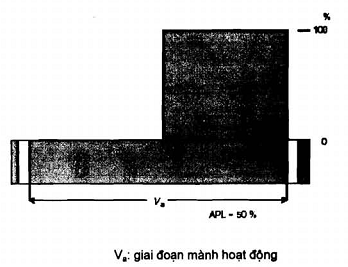 %
100
0
Vₐ
APL = 50 %
Vₐ: giai đoạn mành hoạt động